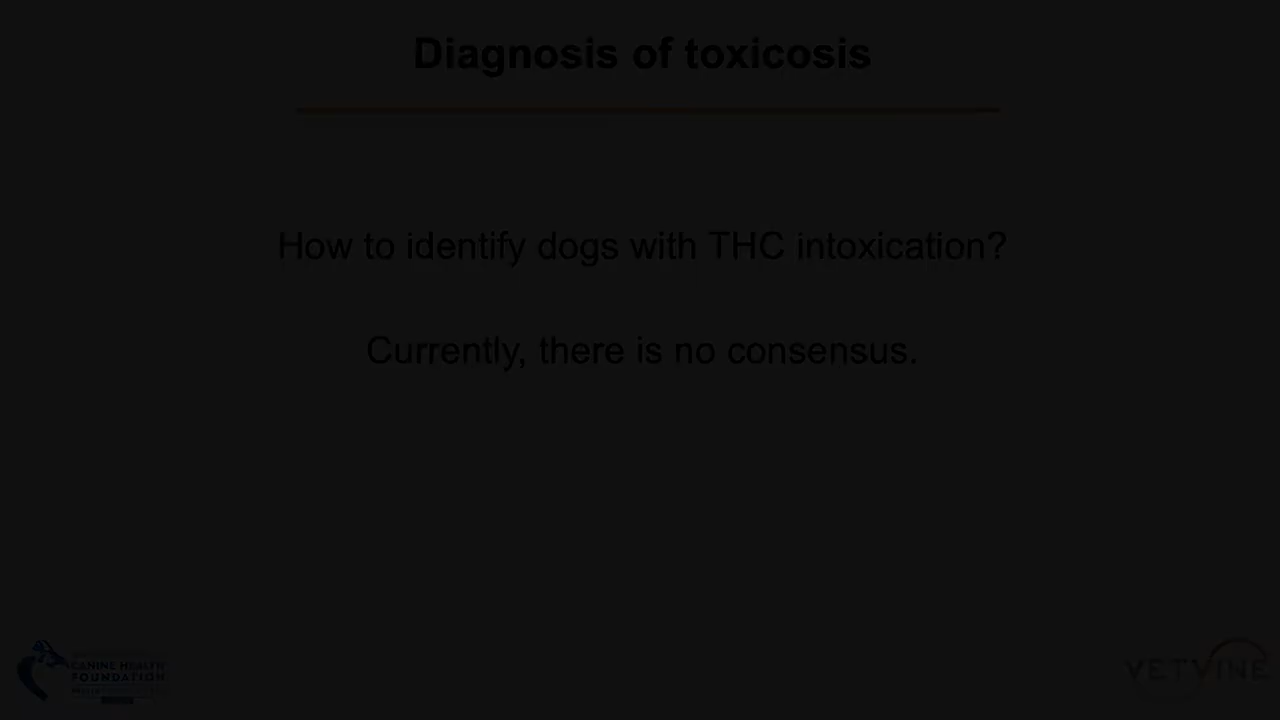 Diagnosis of toxicosis
How to identify dogs with THC intoxication?
Currently, there is no consensus.
CANINE HEALTH
FOUNDATION
VETVINE